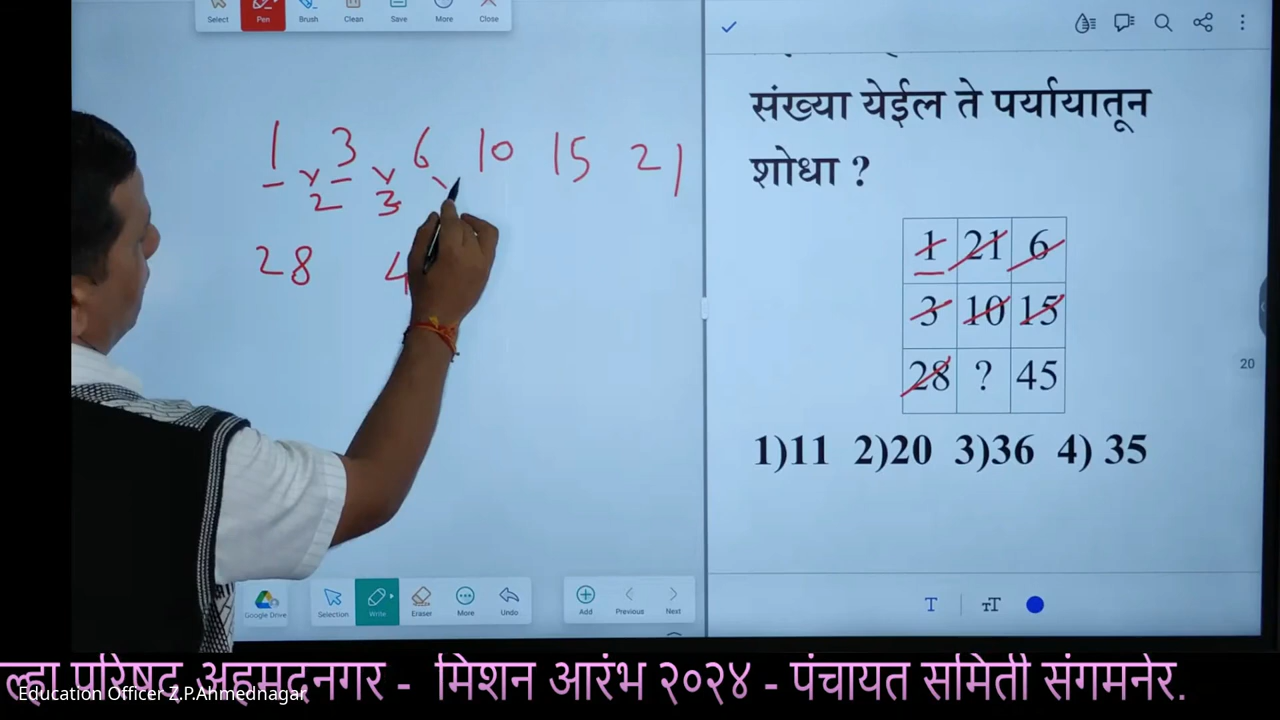 Select Pen Brush Clean Save More Close
1 3 6 10 15 21
2 3
28 4
संख्या येईल ते पर्यायातून
शोधा ?
1 21 6
3 10 15
28 ? 45
20
1)11 2)20 3)36 4) 35
Google Drive Selection Write Eraser More Undo Add Previous Next
T тT
ल्हा परिषद अहमदनगर - मिशन आरंभ २०२४ - पंचायत समिती संगमनेर.
Education Officer Z.P.Ahmednagar